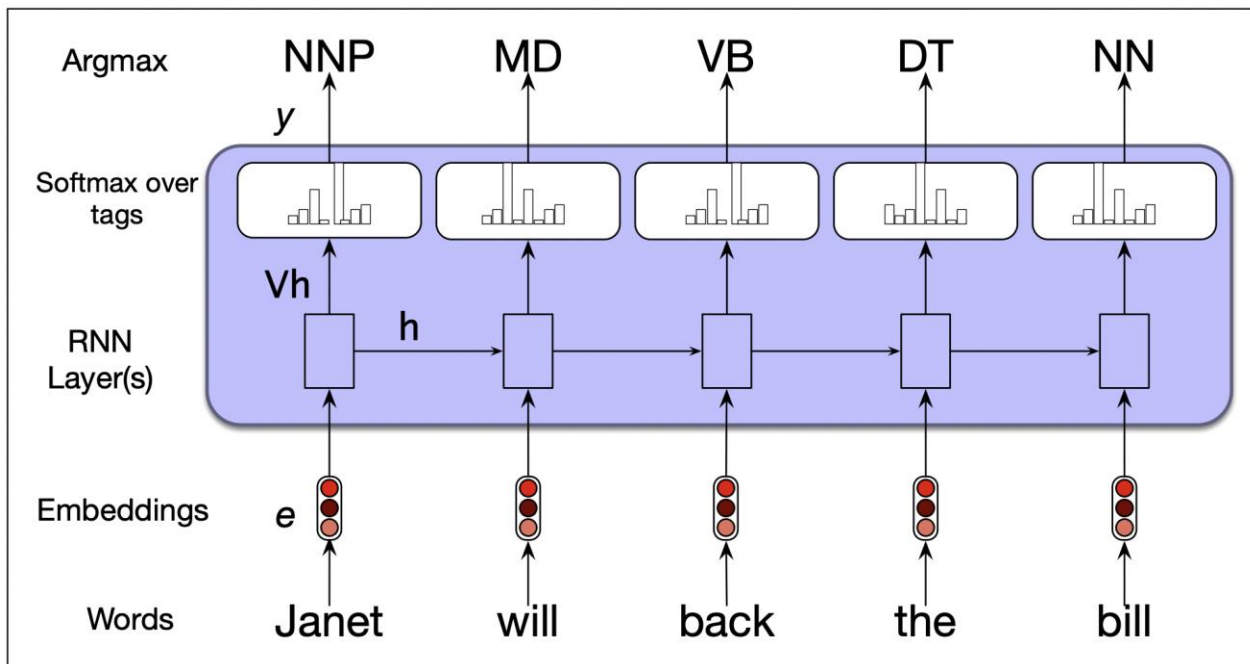 Argmax NNP MD VB DT NN
y
Softmax over
tags
Vh
h
RNN
Layer(s)
Embeddings e
Words Janet will back the bill